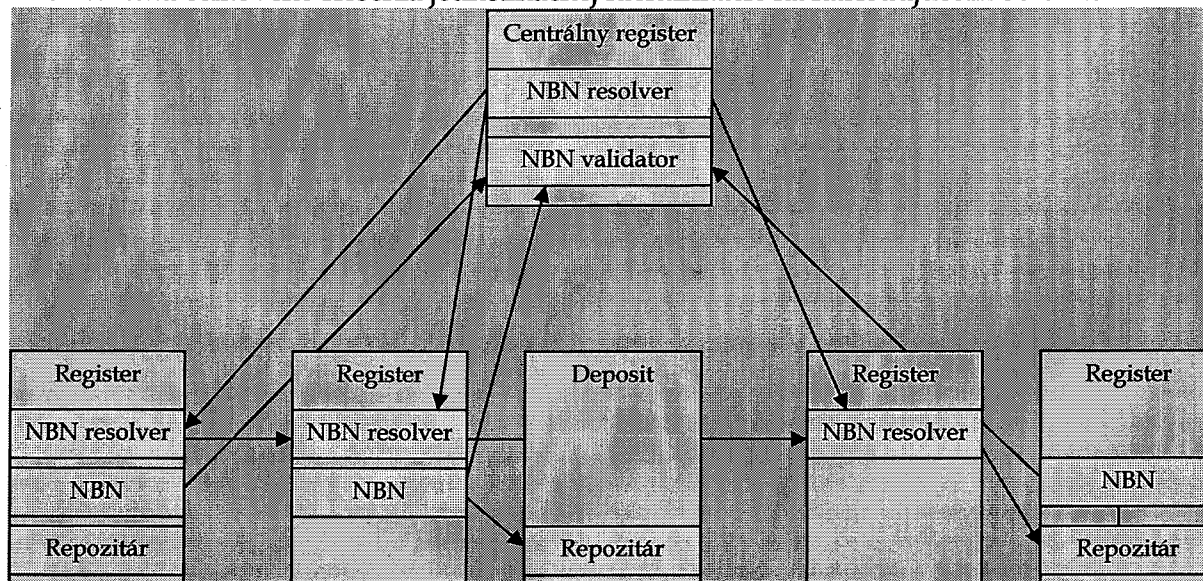 Centrálny register
NBN resolver
NBN validator
Register
NBN resolver
NBN
Repozitár
Register
NBN resolver
NBN
Deposit
Repozitár
Register
NBN resolver
Register
NBN
Repozitár